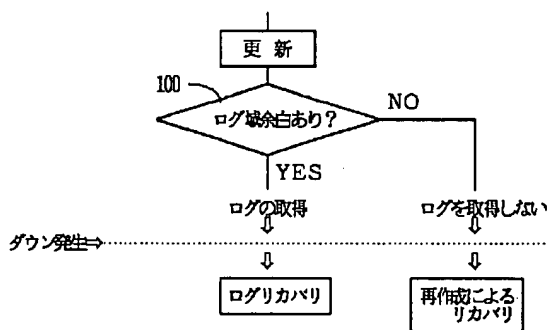 更 新
100
ログ域余白あり?
NO
YES
ログの取得
ログを取得しない
ダウン発生⇒
ログリカバリ
再作成による
リカバリ